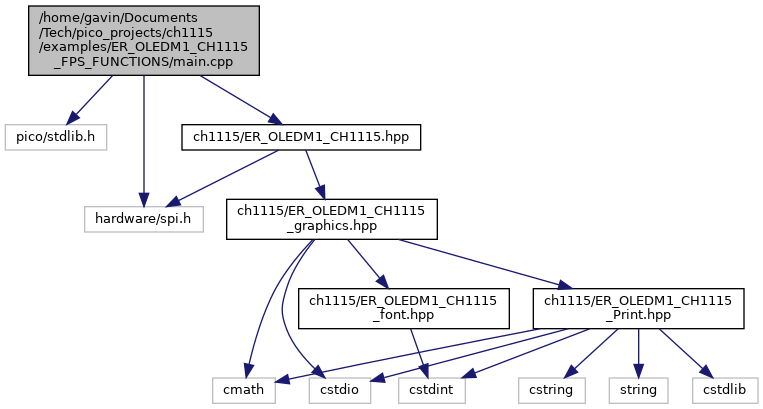 /home/gavin/Documents
/Tech/pico_projects/ch1115
/examples/ER_OLEDM1_CH1115
_FPS_FUNCTIONS/main.cpp
pico/stdlib.h
ch1115/ER_OLEDM1_CH1115.hpp
hardware/spi.h
ch1115/ER_OLEDM1_CH1115
_graphics.hpp
ch1115/ER_OLEDM1_CH1115
_font.hpp
ch1115/ER_OLEDM1_CH1115
_Print.hpp
cmath
cstdio
cstdint
cstring
string
cstdlib